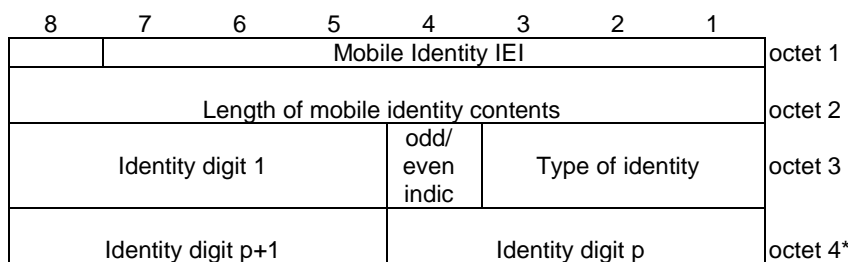 8 7 6 5 4 3 2 1
Mobile Identity IEI octet 1
Length of mobile identity contents octet 2
odd/
Identity digit 1 even Type of identity octet 3
indic
Identity digit p+1 Identity digit p octet 4*